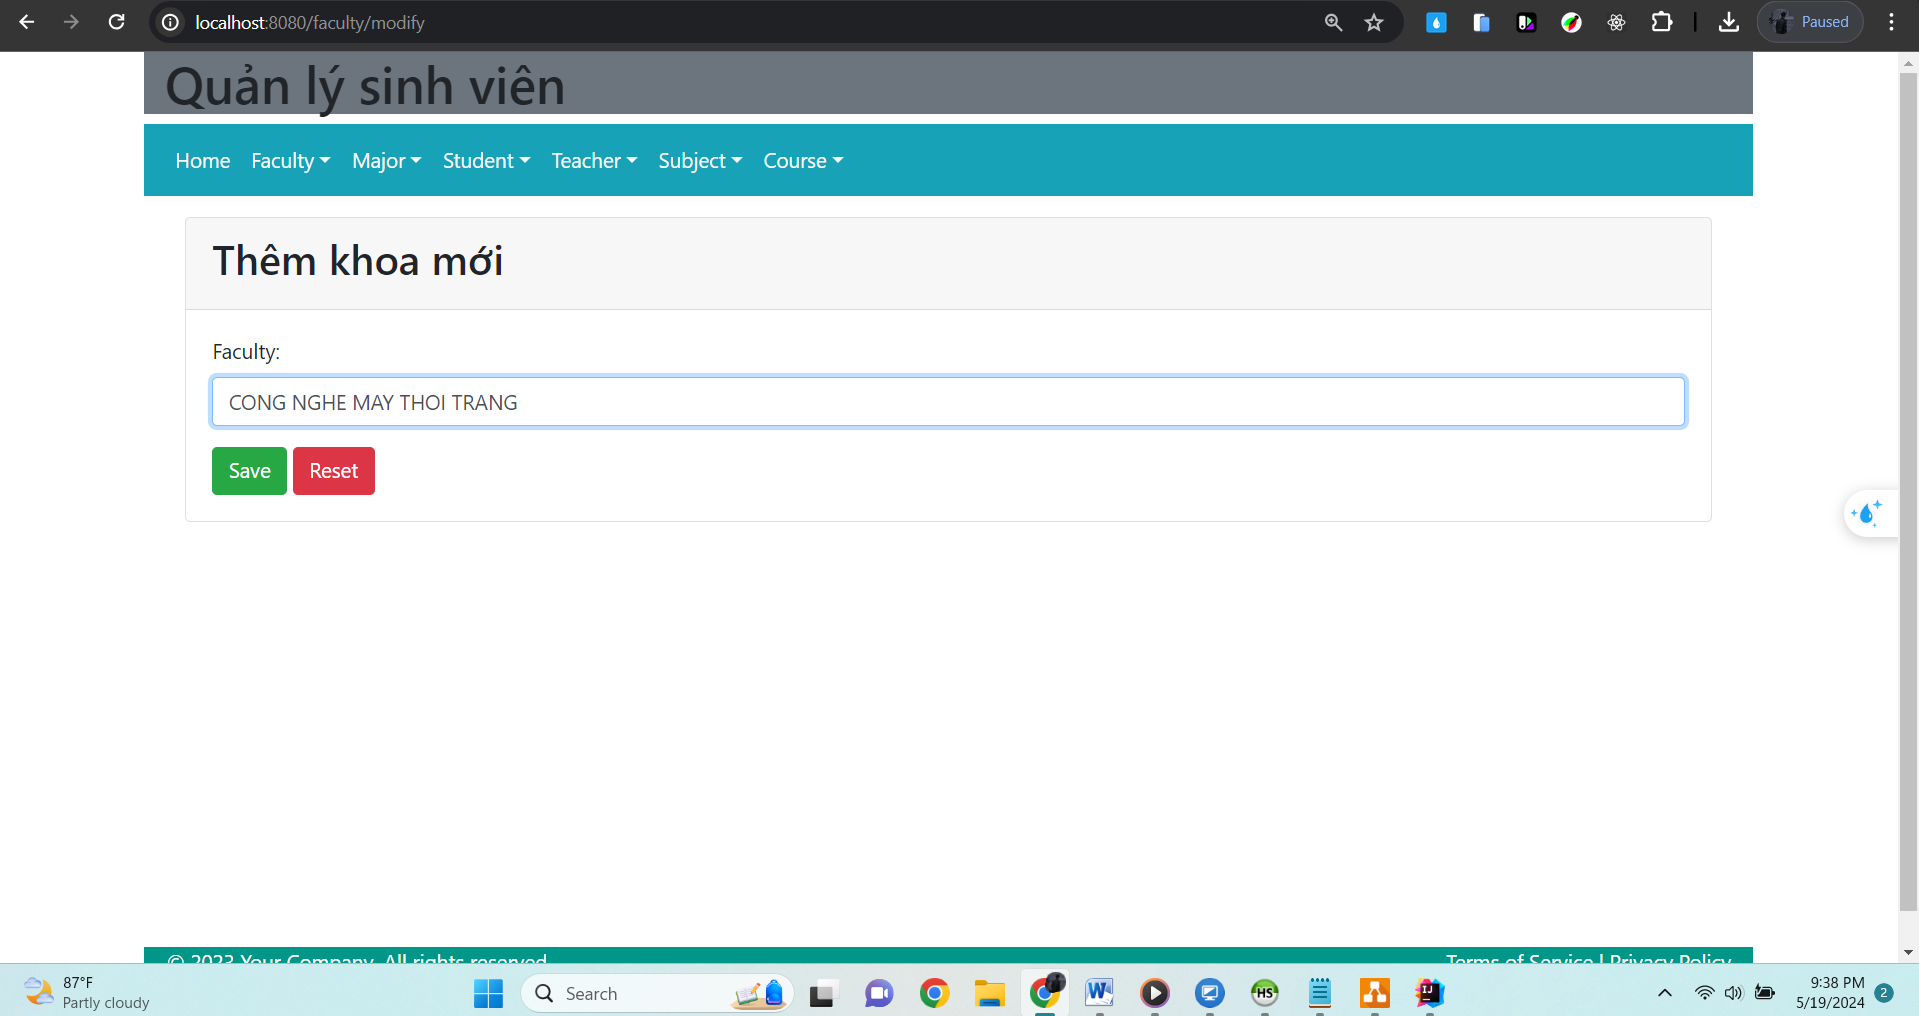 localhost:8080/faculty/modify
Paused
Quản lý sinh viên
Home Faculty Major Student Teacher Subject Course
Thêm khoa mới
Faculty:
CONG NGHE MAY THOI TRANG
Save Reset
© 2023 Your Company. All rights reserved.
Terms of Service | Privacy Policy
87°F
Partly cloudy
Search
W
HS
IJ
9:38 PM
5/19/2024
2